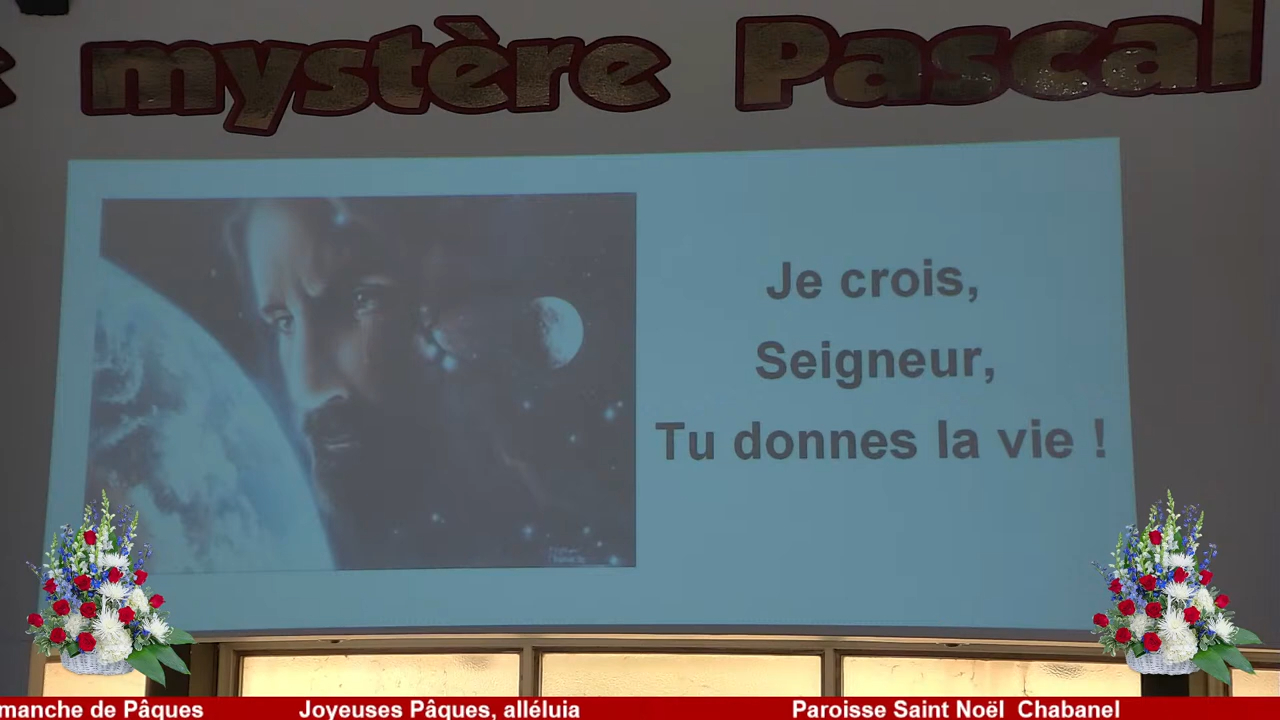 mystère Pascal
Je crois,
Seigneur,
Tu donnes la vie !
manche de Pâques Joyeuses Pâques, alléluia Paroisse Saint Noël Chabanel